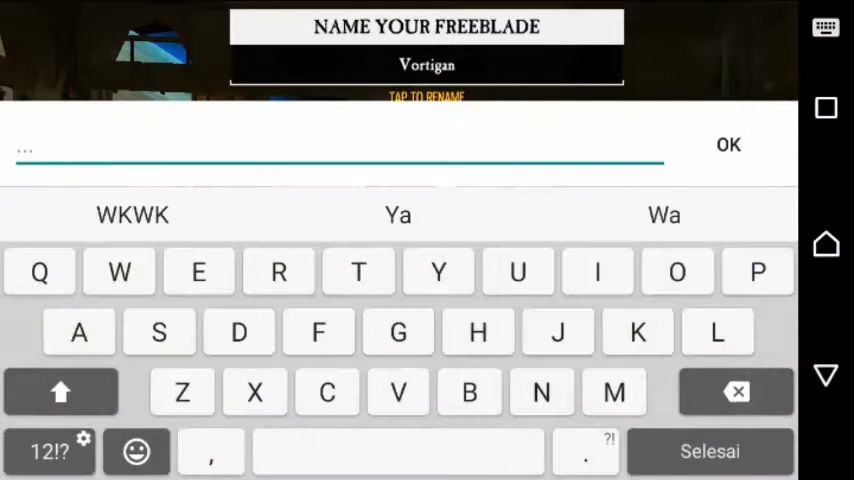 NAME YOUR FREEBLADE
Vortigan
TAP TO RENAME
...
OK
WKWK Ya Wa
Q W E R T Y U I O P
A S D F G H J K L
Z X C V B N M
12!? , . ?! Selesai